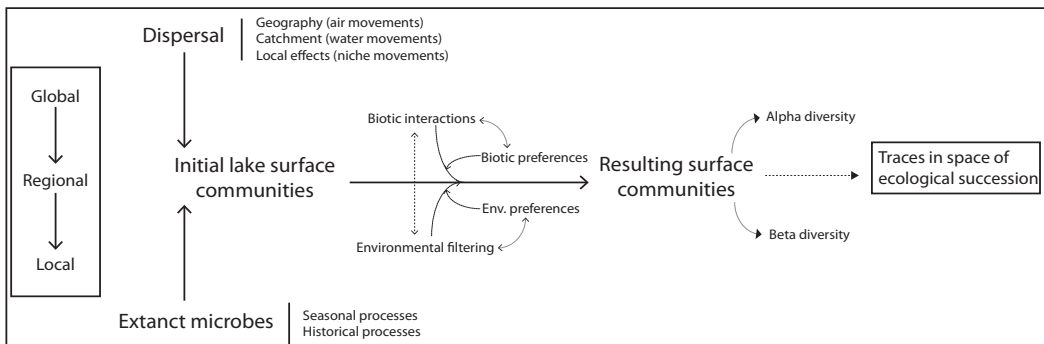 Dispersal
Geography (air movements)
Catchment (water movements)
Local effects (niche movements)
Global
Regional
Local
Initial lake surface
communities
Extanct microbes
Seasonal processes
Historical processes
Biotic interactions
Biotic preferences
Env. preferences
Environmental filtering
Resulting surface
communities
Alpha diversity
Beta diversity
Traces in space of
ecological succession